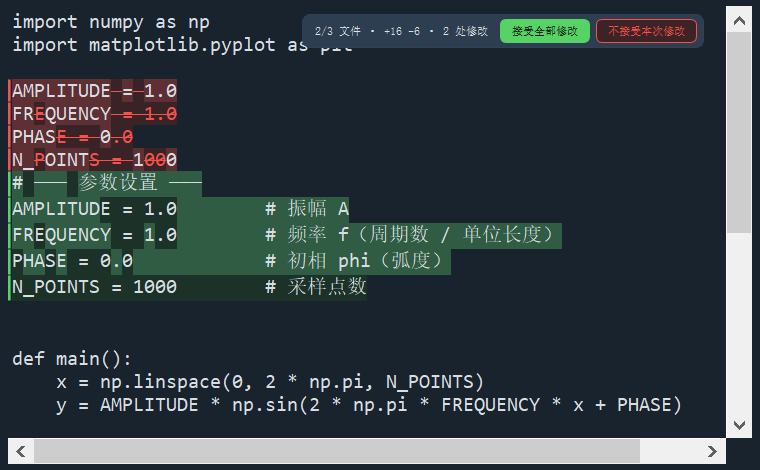 import numpy as np
import matplotlib.pyplot as plt
2/3 文件 · +16 -6 · 2 处修改
接受全部修改
不接受本次修改
AMPLITUDE = 1.0
FREQUENCY = 1.0
PHASE = 0.0
N_POINTS = 1000
# —— 参数设置 ——
AMPLITUDE = 1.0        # 振幅 A
FREQUENCY = 1.0        # 频率 f（周期数 / 单位长度）
PHASE = 0.0            # 初相 phi（弧度）
N_POINTS = 1000        # 采样点数
def main():
    x = np.linspace(0, 2 * np.pi, N_POINTS)
    y = AMPLITUDE * np.sin(2 * np.pi * FREQUENCY * x + PHASE)